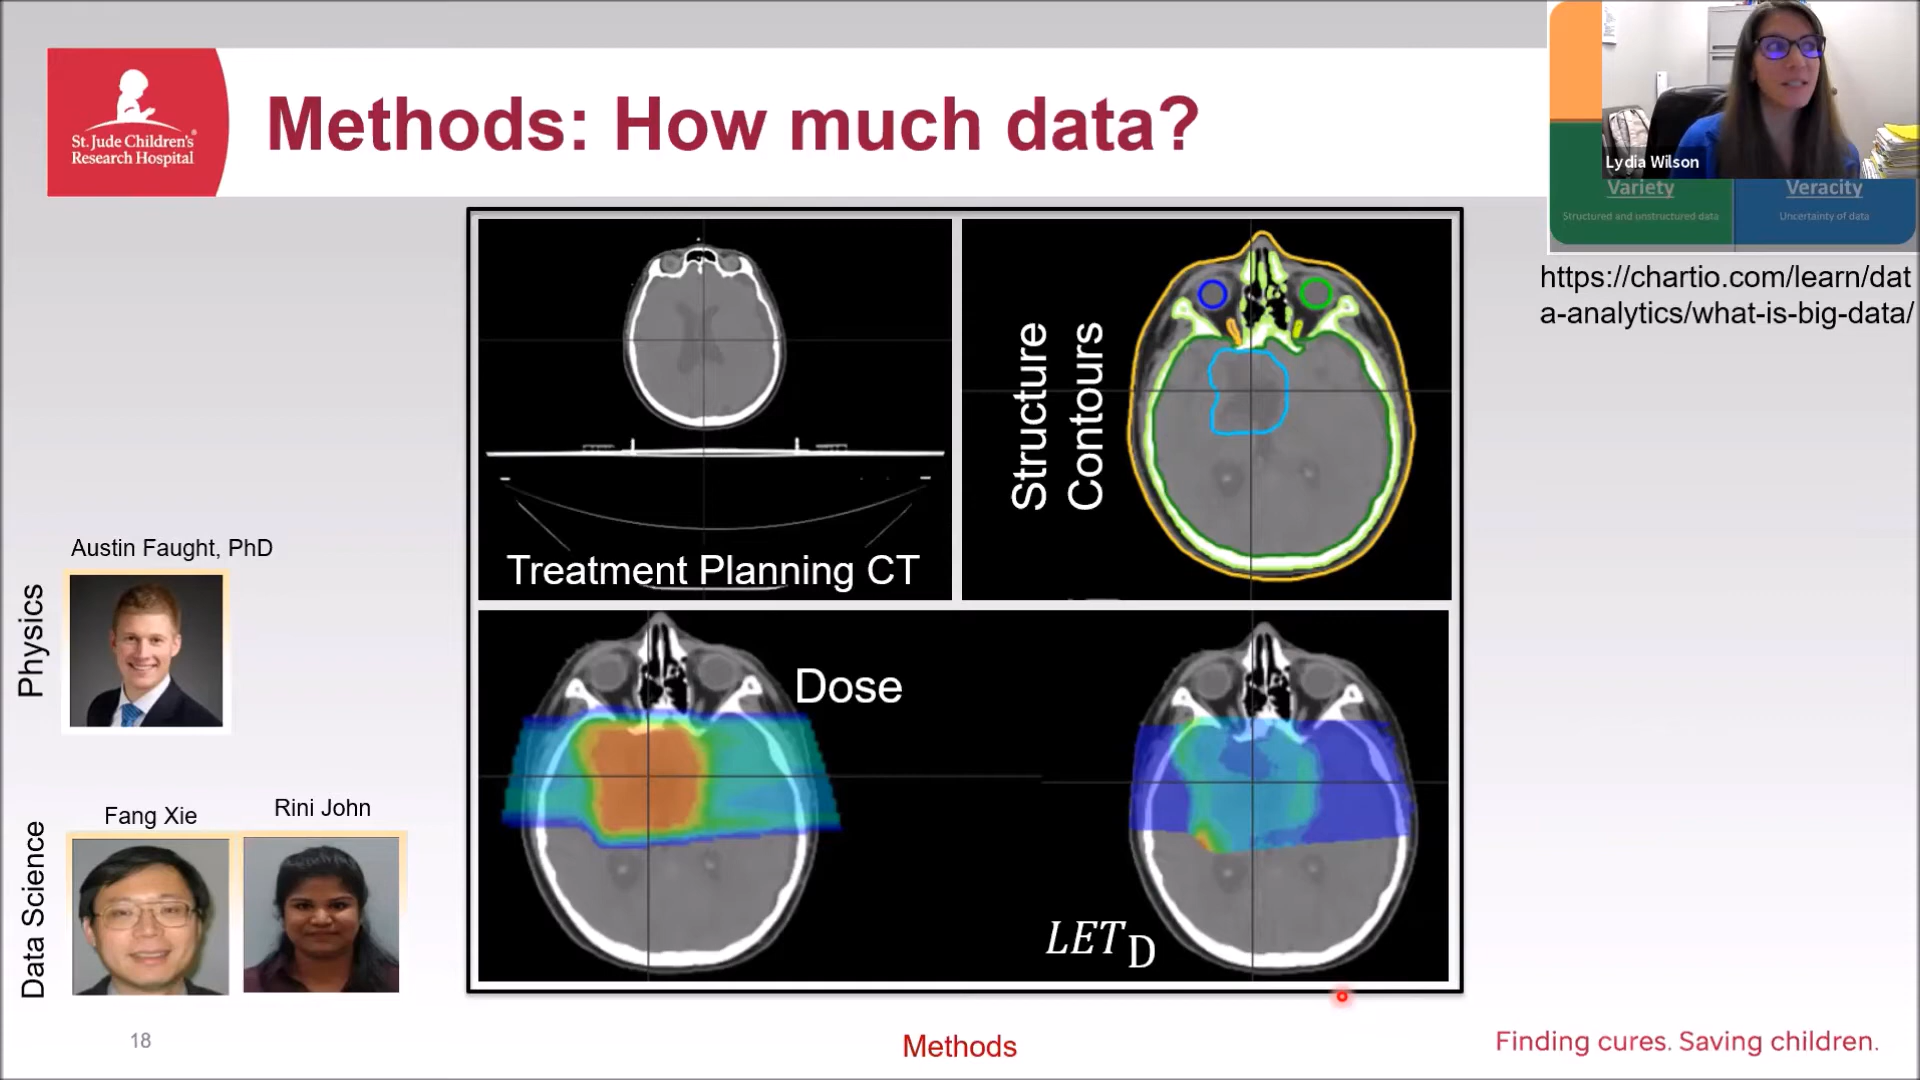 St. Jude Children's®
Research Hospital
Methods: How much data?
Lydia Wilson
Variety
Structured and unstructured data
Veracity
Uncertainty of data
https://chartio.com/learn/dat
a-analytics/what-is-big-data/
Structure
Contours
Treatment Planning CT
Austin Faught, PhD
Physics
Dose
Fang Xie
Rini John
Data Science
LET D
18
Methods
Finding cures. Saving children.